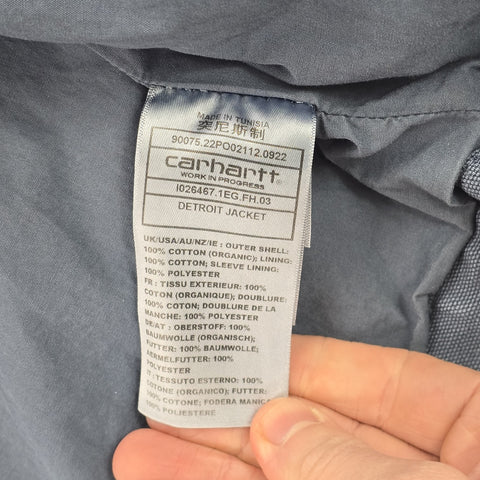 MADE IN TUNISIA
突尼斯制
90075.22PO02112.0922
carhartt
WORK IN PROGRESS
I026467.1EG.FH.03
DETROIT JACKET
UK/USA/AU/NZ/IE : OUTER SHELL:
100% COTTON (ORGANIC); LINING:
100% COTTON; SLEEVE LINING:
100% POLYESTER
FR : TISSU EXTERIEUR: 100%
COTON (ORGANIQUE); DOUBLURE:
100% COTON; DOUBLURE DE LA
MANCHE: 100% POLYESTER
DE/AT : OBERSTOFF: 100%
BAUMWOLLE (ORGANISCH);
FUTTER: 100% BAUMWOLLE;
AERMELFUTTER: 100%
POLYESTER
IT : TESSUTO ESTERNO: 100%
COTONE (ORGANICO); FUTTER:
100% COTONE; FODERA MANICA:
100% POLIESTERE